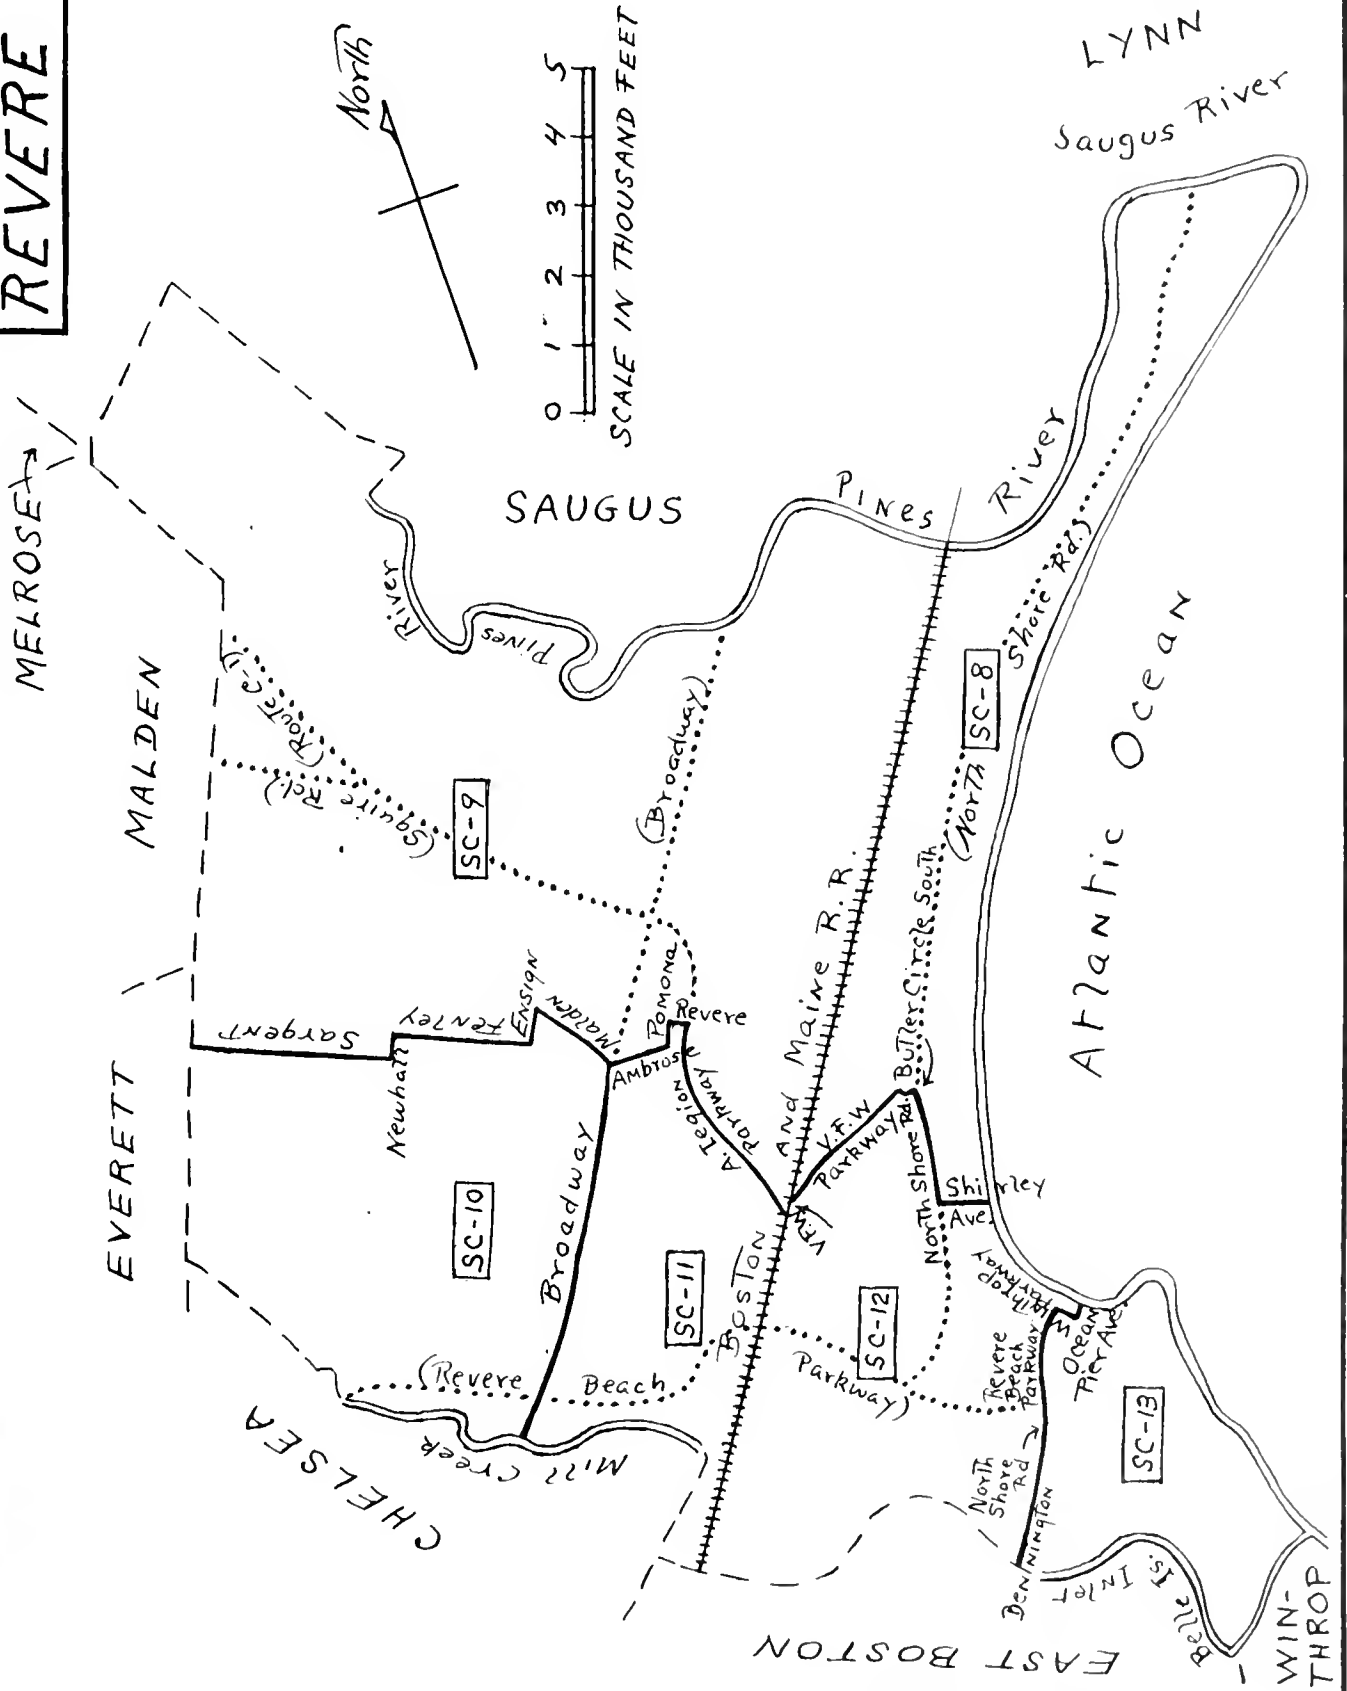 REVERE
North
0 1 2 3 4 5
SCALE IN THOUSAND FEET
LYNN
Saugus River
MELROSE
SAUGUS
Pines River
River
Pines
MALDEN
(Route C-1)
(Squire Rd.)
SC-9
(Broadway)
SC-8
(North Shore Rd.)
Atlantic Ocean
EVERETT
Sargent
Newhall
Fenley
ENSIGN
Malden
Ambrose
Pomona
Revere
A. Legion Parkway
Boston AND Maine R.R.
V.F.W. Parkway
V.F.W.
Butler Circle South
North Shore Rd.
Shirley Ave.
SC-10
Broadway
SC-11
SC-12
(Revere Beach Parkway)
Winthrop Parkway
Revere Beach Parkway
Ocean Pier Ave.
SC-13
North Shore Rd
Bennington
CHELSEA
Mill Creek
Belle Is. Inlet
EAST BOSTON
WIN-
THROP